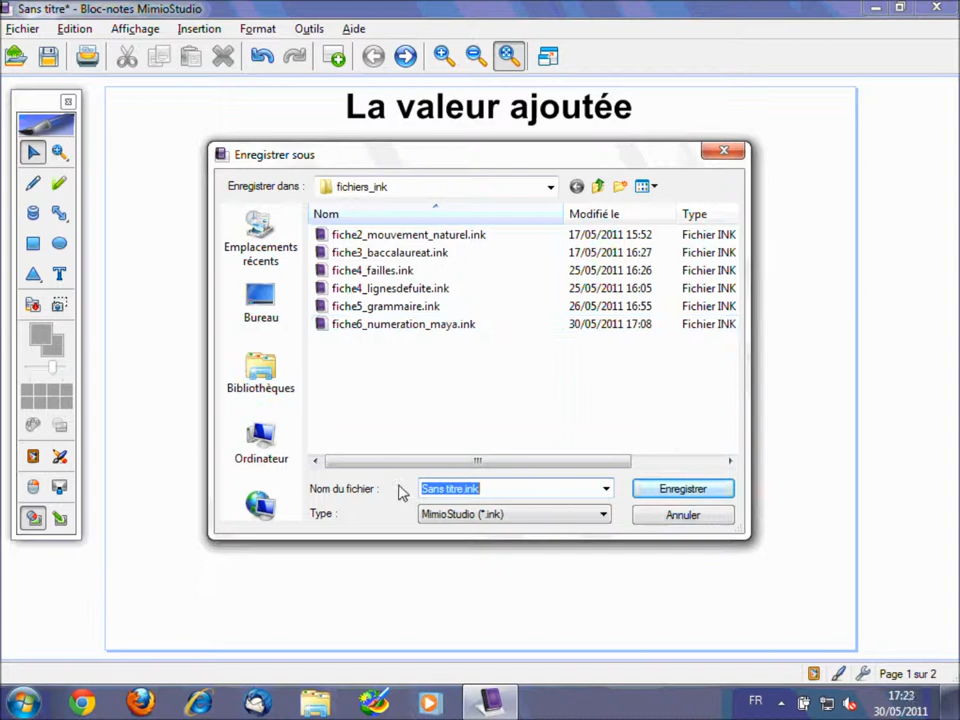 Sans titre* - Bloc-notes MimioStudio
Fichier Edition Affichage Insertion Format Outils Aide
La valeur ajoutée
Enregistrer sous
Enregistrer dans : fichiers_ink
Nom Modifié le Type
fiche2_mouvement_naturel.ink 17/05/2011 15:52 Fichier INK
fiche3_baccalaureat.ink 17/05/2011 16:27 Fichier INK
fiche4_failles.ink 25/05/2011 16:26 Fichier INK
fiche4_lignesdefuite.ink 25/05/2011 16:05 Fichier INK
fiche5_grammaire.ink 26/05/2011 16:55 Fichier INK
fiche6_numeration_maya.ink 30/05/2011 17:08 Fichier INK
Emplacements
récents
Bureau
Bibliothèques
Ordinateur
Nom du fichier : Sans titre.ink Enregistrer
Type : MimioStudio (*.ink) Annuler
Page 1 sur 2
FR 17:23
30/05/2011